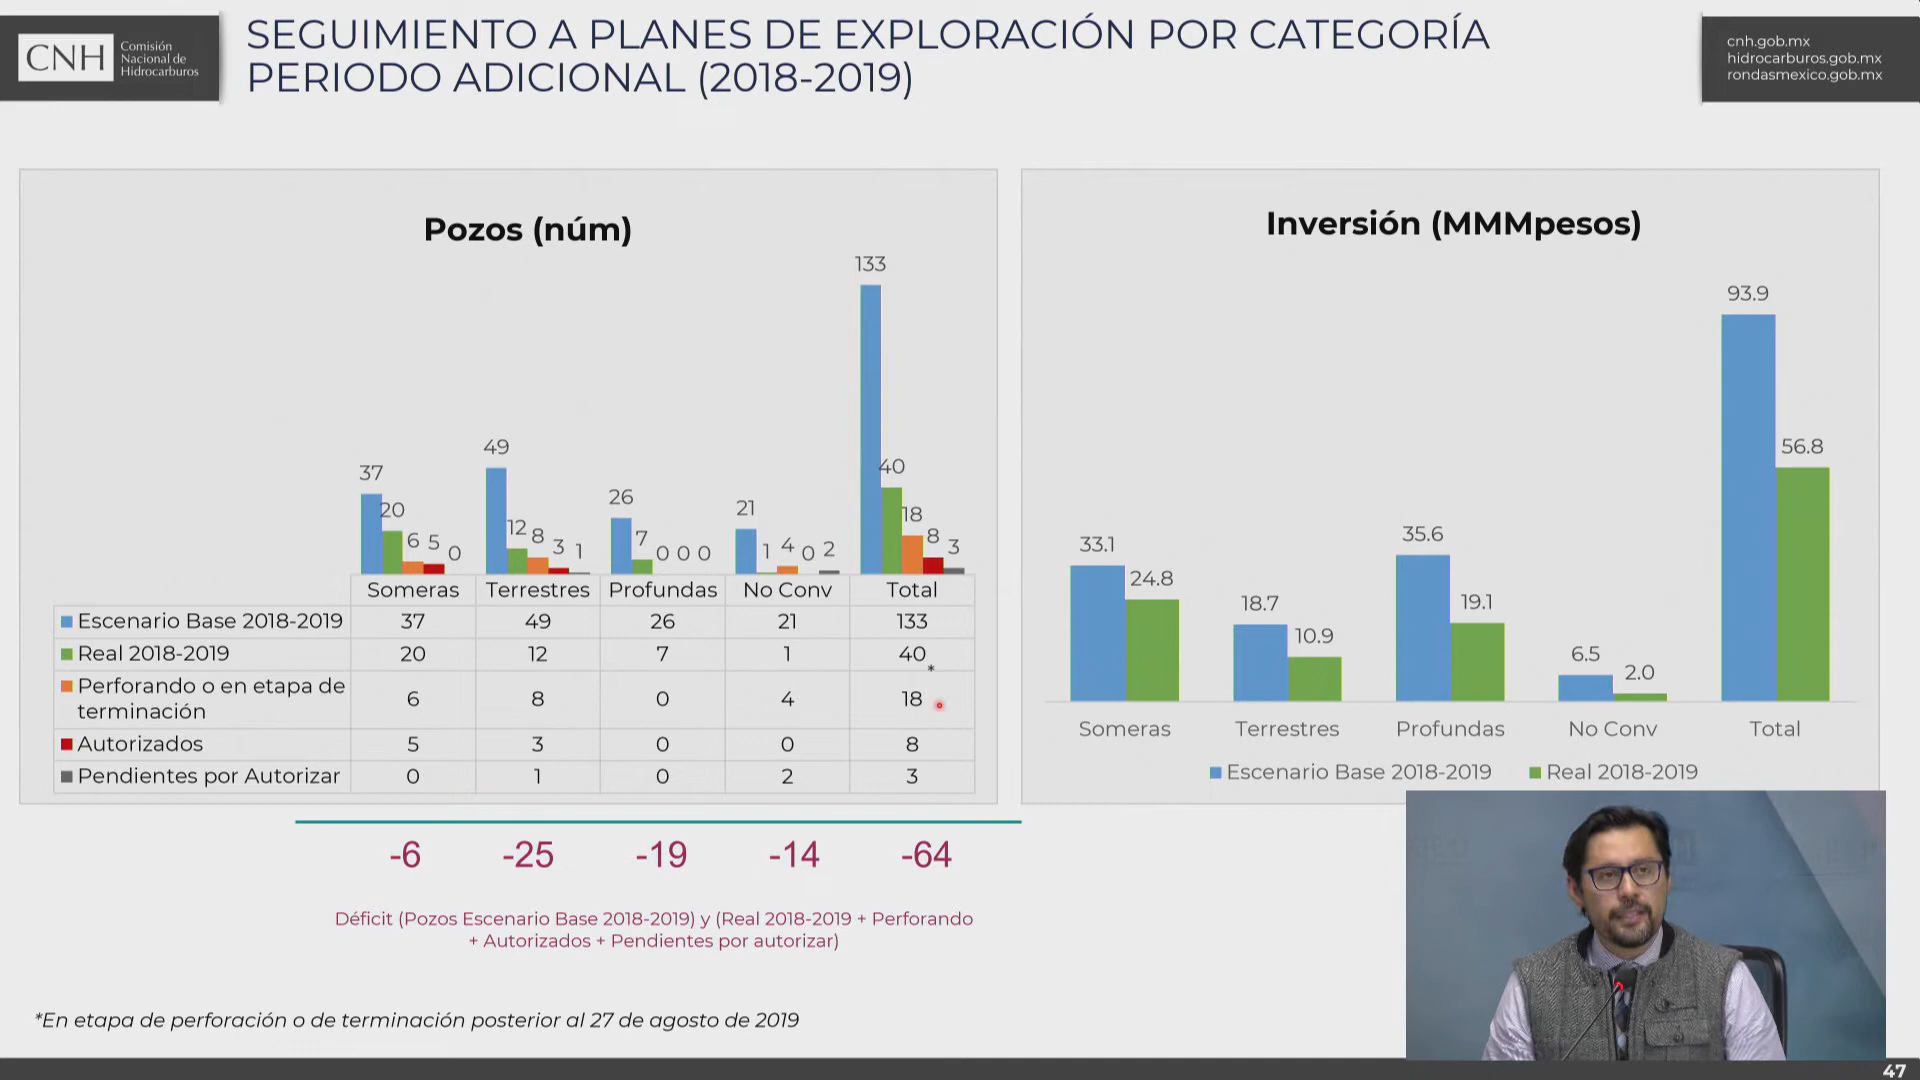 CNH
Comisión
Nacional de
Hidrocarburos
SEGUIMIENTO A PLANES DE EXPLORACIÓN POR CATEGORÍA
PERIODO ADICIONAL (2018-2019)
cnh.gob.mx
hidrocarburos.gob.mx
rondasmexico.gob.mx
Pozos (núm)
133
49
37
26
21
40
20
12
7
1
18
6
8
0
4
8
5
3
0
0
3
0
1
0
2
Someras Terrestres Profundas No Conv Total
Escenario Base 2018-2019 37 49 26 21 133
Real 2018-2019 20 12 7 1 40
*
Perforando o en etapa de
terminación 6 8 0 4 18
Autorizados 5 3 0 0 8
Pendientes por Autorizar 0 1 0 2 3
-6 -25 -19 -14 -64
Déficit (Pozos Escenario Base 2018-2019) y (Real 2018-2019 + Perforando
+ Autorizados + Pendientes por autorizar)
Inversión (MMMpesos)
93.9
56.8
33.1
24.8
18.7
10.9
35.6
19.1
6.5
2.0
Someras Terrestres Profundas No Conv Total
Escenario Base 2018-2019 Real 2018-2019
*En etapa de perforación o de terminación posterior al 27 de agosto de 2019
47